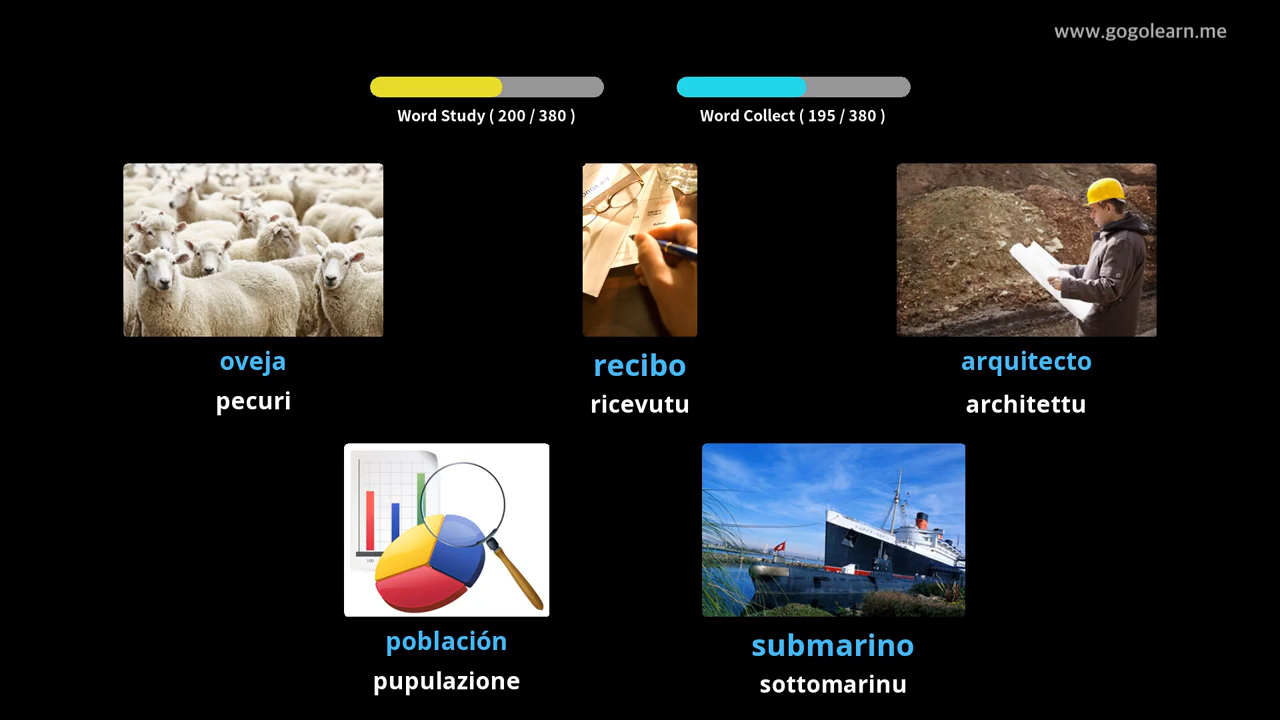 www.gogolearn.me
Word Study ( 200 / 380 )
Word Collect ( 195 / 380 )
oveja
pecuri
recibo
ricevutu
arquitecto
architettu
población
pupulazione
submarino
sottomarinu